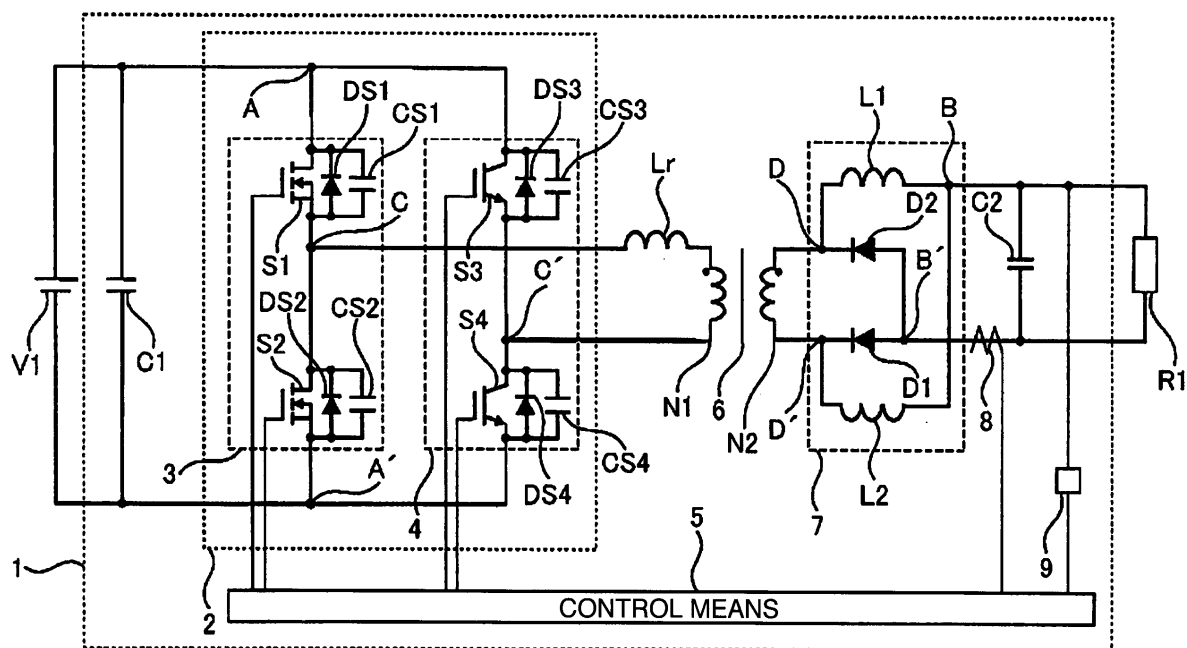 A
DS1
CS1
DS3
CS3
L1
B
Lr
D
D2
C2
C
S1
S3
C´
B´
DS2
CS2
S4
S2
V1
C1
N1
6
N2
D1
8
R1
D´
3
A´
4
DS4
CS4
7
L2
5
9
1
2
CONTROL MEANS